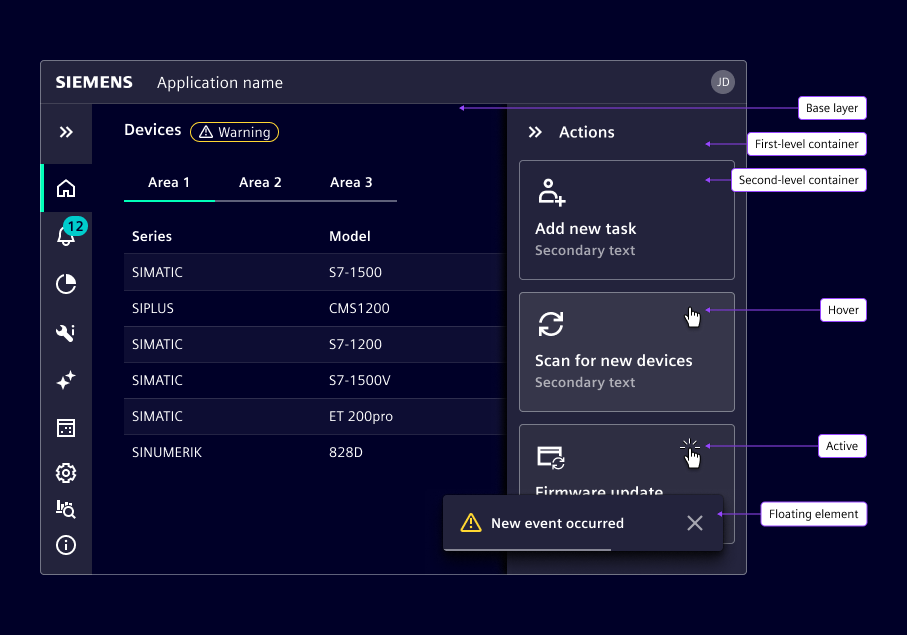 SIEMENS Application name JD
Base layer
Devices Warning
Actions
First-level container
Second-level container
Area 1 Area 2 Area 3
12
Add new task
Secondary text
Series Model
SIMATIC S7-1500
SIPLUS CMS1200
SIMATIC S7-1200
SIMATIC S7-1500V
SIMATIC ET 200pro
SINUMERIK 828D
Hover
Scan for new devices
Secondary text
Active
Firmware update
New event occurred
Floating element